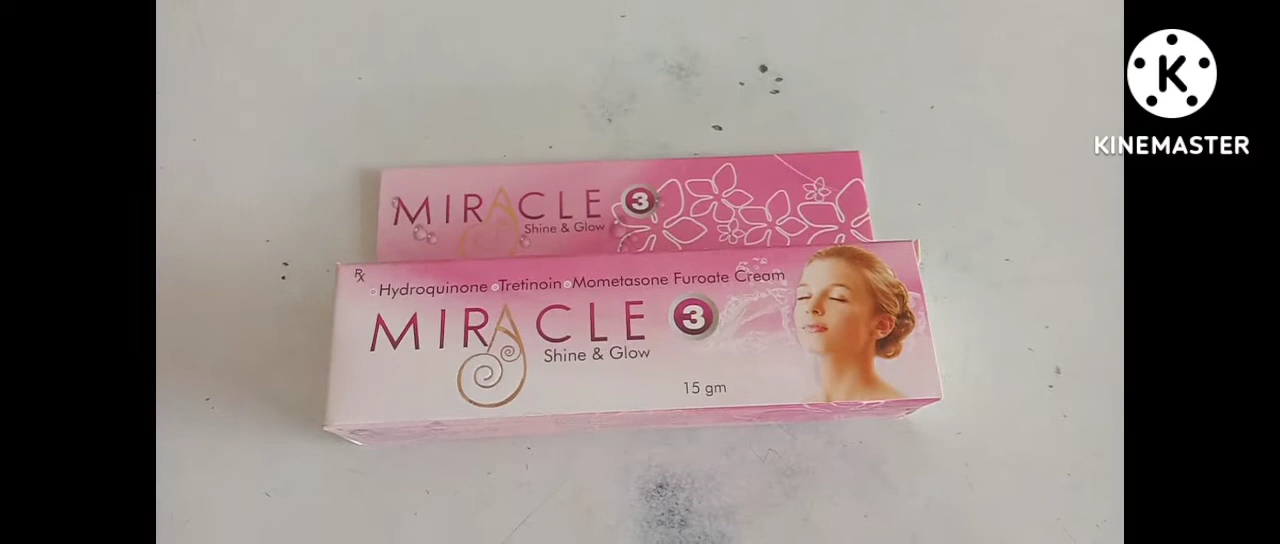 KINEMASTER
MIRACLE 3
Shine & Glow
Rx
Hydroquinone Tretinoin Mometasone Furoate Cream
MIRACLE 3
Shine & Glow
15 gm